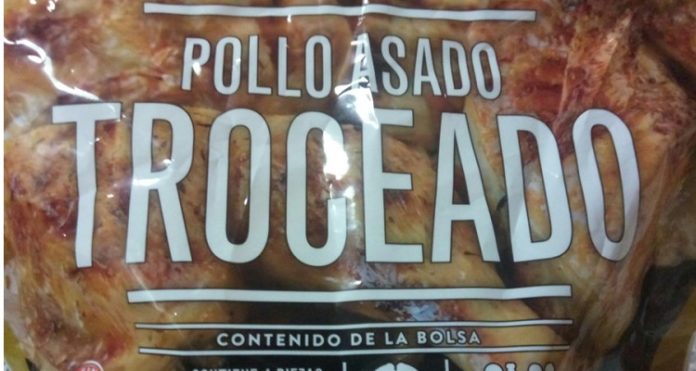 POLLO ASADO
TROCEADO
CONTENIDO DE LA BOLSA